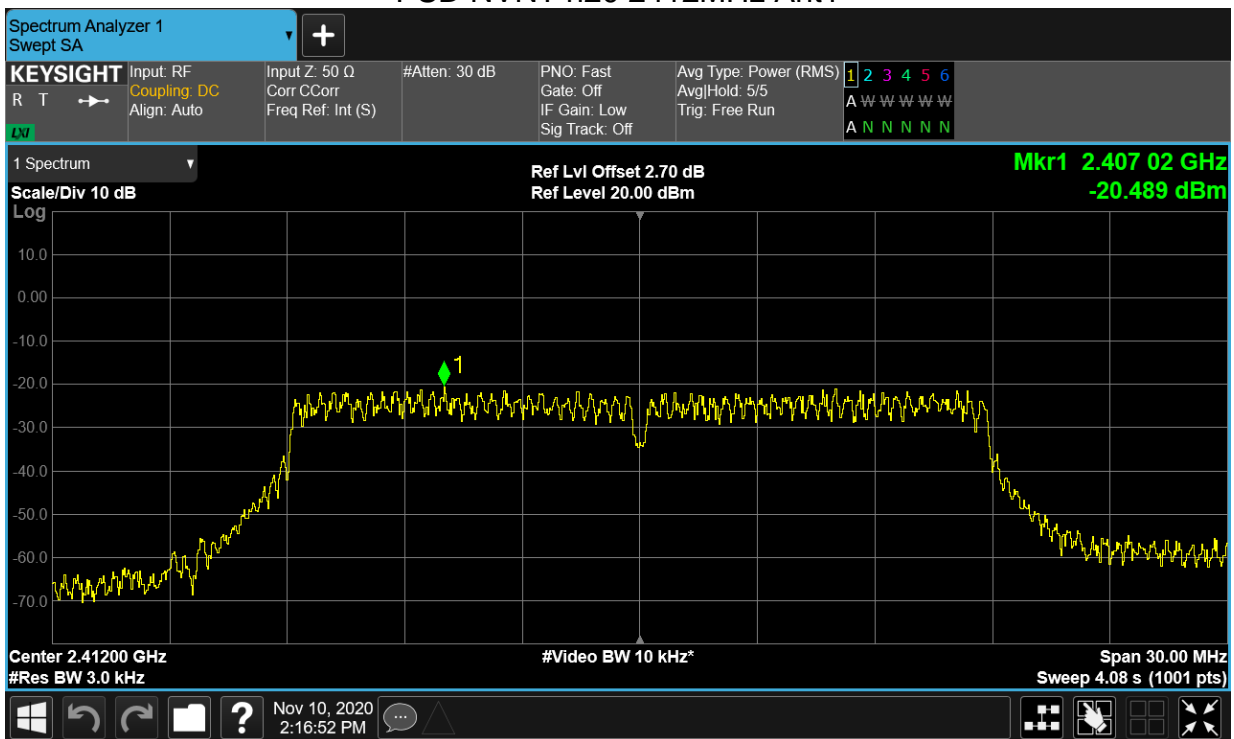 Spectrum Analyzer 1
Swept SA
+
KEYSIGHT
R T
LXI
Input: RF
Coupling: DC
Align: Auto
Input Z: 50 Ω
Corr CCorr
Freq Ref: Int (S)
#Atten: 30 dB
PNO: Fast
Gate: Off
IF Gain: Low
Sig Track: Off
Avg Type: Power (RMS)
Avg|Hold: 5/5
Trig: Free Run
1 2 3 4 5 6
A W W W W W
A N N N N N
1 Spectrum
Scale/Div 10 dB
Log
Ref Lvl Offset 2.70 dB
Ref Level 20.00 dBm
Mkr1 2.407 02 GHz
-20.489 dBm
10.0
0.00
-10.0
1
-20.0
-30.0
-40.0
-50.0
-60.0
-70.0
Center 2.41200 GHz
#Video BW 10 kHz*
Span 30.00 MHz
#Res BW 3.0 kHz
Sweep 4.08 s (1001 pts)
?
Nov 10, 2020
2:16:52 PM